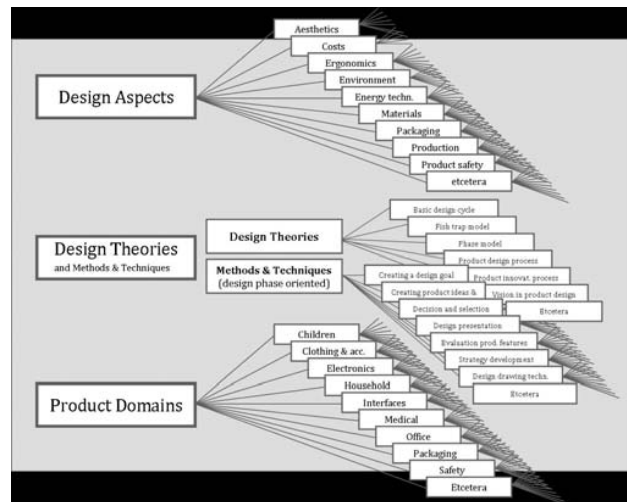 Aesthetics
Costs
Ergonomics
Environment
Energy techn.
Materials
Packaging
Production
Product safety
etcetera
Design Aspects
Design Theories
and Methods & Techniques
Design Theories
Methods & Techniques
(design phase oriented)
Basic design cycle
Fish trap model
Phase model
Product design process
Product innovat. process
Vision in product design
Etcetera
Creating a design goal
Creating product ideas &
Decision and selection
Design presentation
Evaluation prod. features
Strategy development
Design drawing techn.
Etcetera
Product Domains
Children
Clothing & acc.
Electronics
Household
Interfaces
Medical
Office
Packaging
Safety
Etcetera